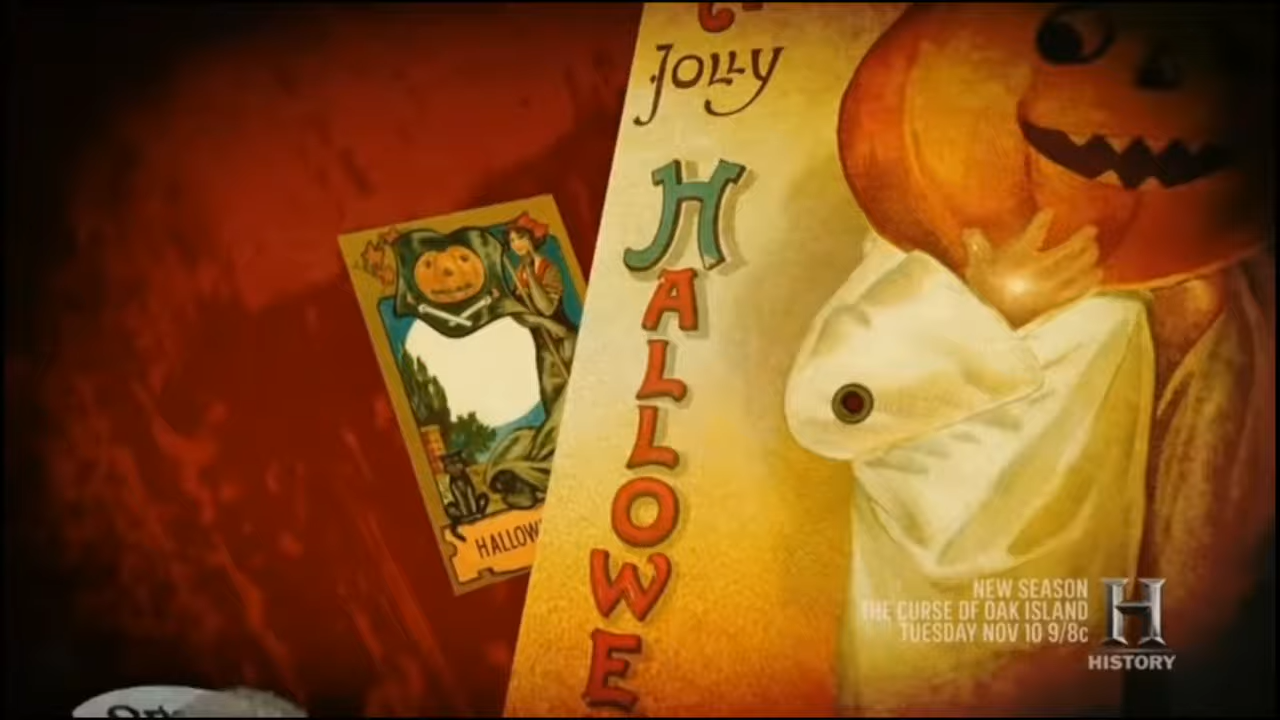 JOLLY
HALLOWE
HALLOW
NEW SEASON
THE CURSE OF OAK ISLAND
TUESDAY NOV 10 9/8c
H
HISTORY